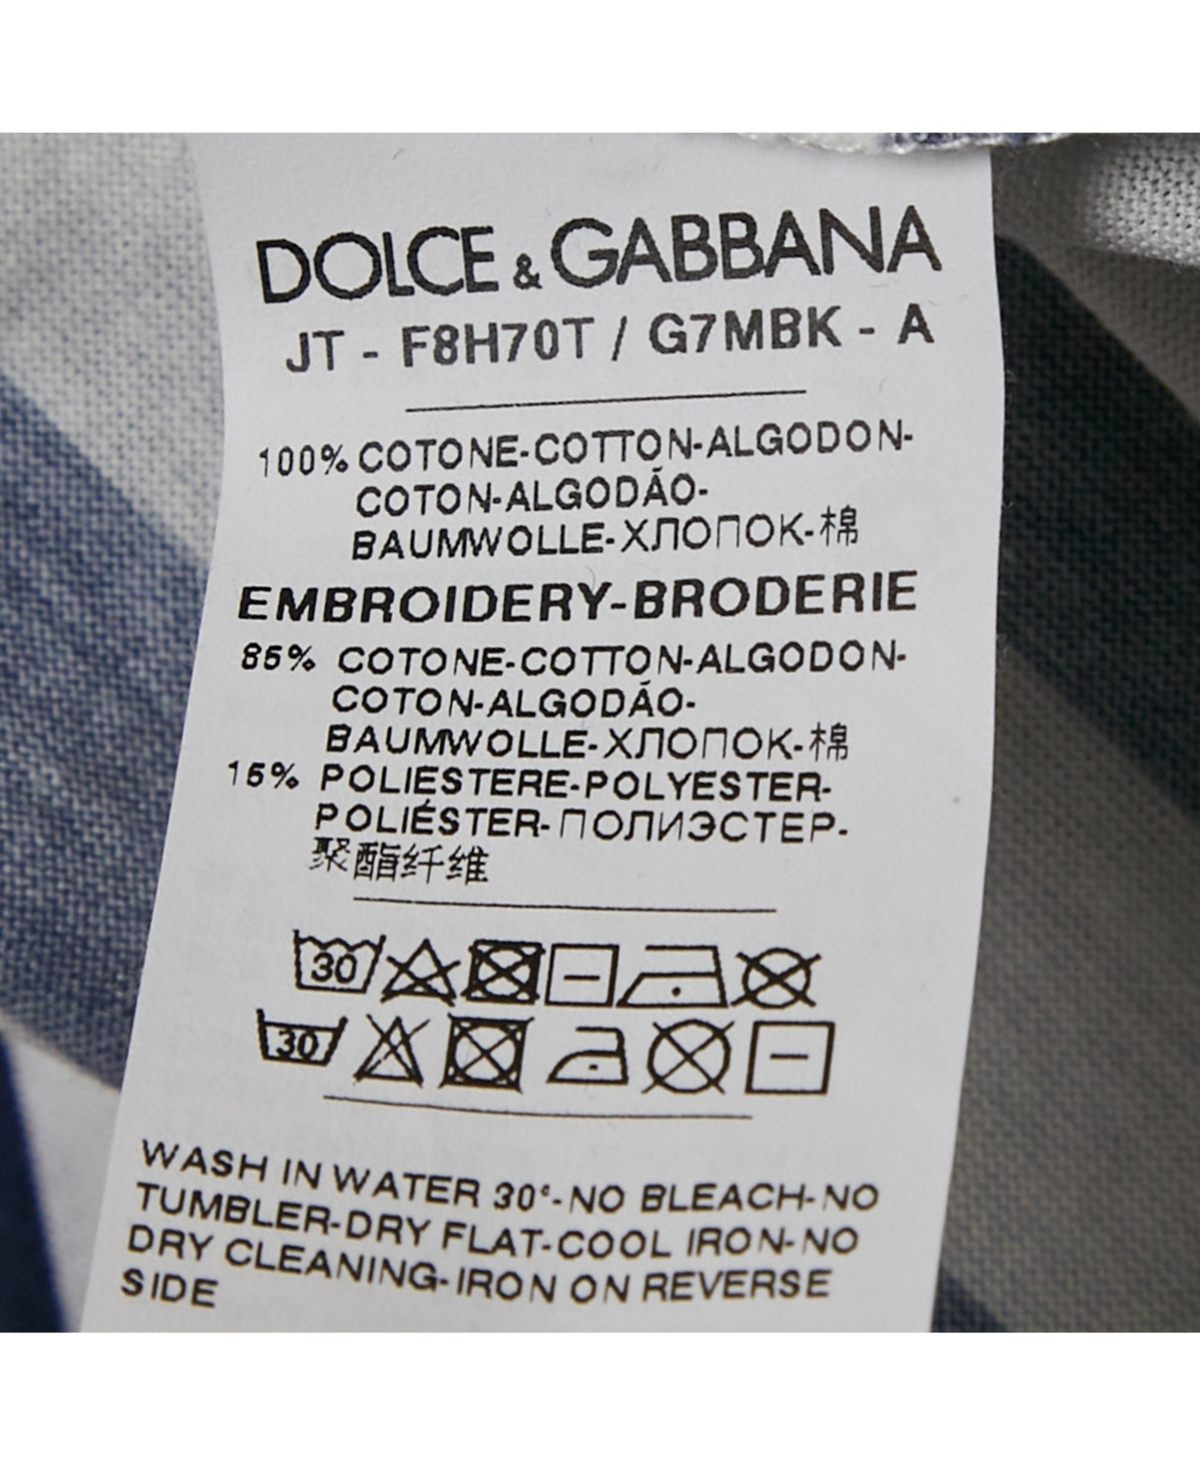 DOLCE & GABBANA
JT - F8H70T / G7MBK - A
100% COTONE-COTTON-ALGODON-
COTON-ALGODÃO-
BAUMWOLLE-ХЛОПОК-棉
EMBROIDERY-BRODERIE
85% COTONE-COTTON-ALGODON-
COTON-ALGODÃO-
BAUMWOLLE-ХЛОПОК-棉
15% POLIESTERE-POLYESTER-
POLIÉSTER-ПОЛИЭСТЕР-
聚酯纤维
30
30
WASH IN WATER 30°-NO BLEACH-NO
TUMBLER-DRY FLAT-COOL IRON-NO
DRY CLEANING-IRON ON REVERSE
SIDE